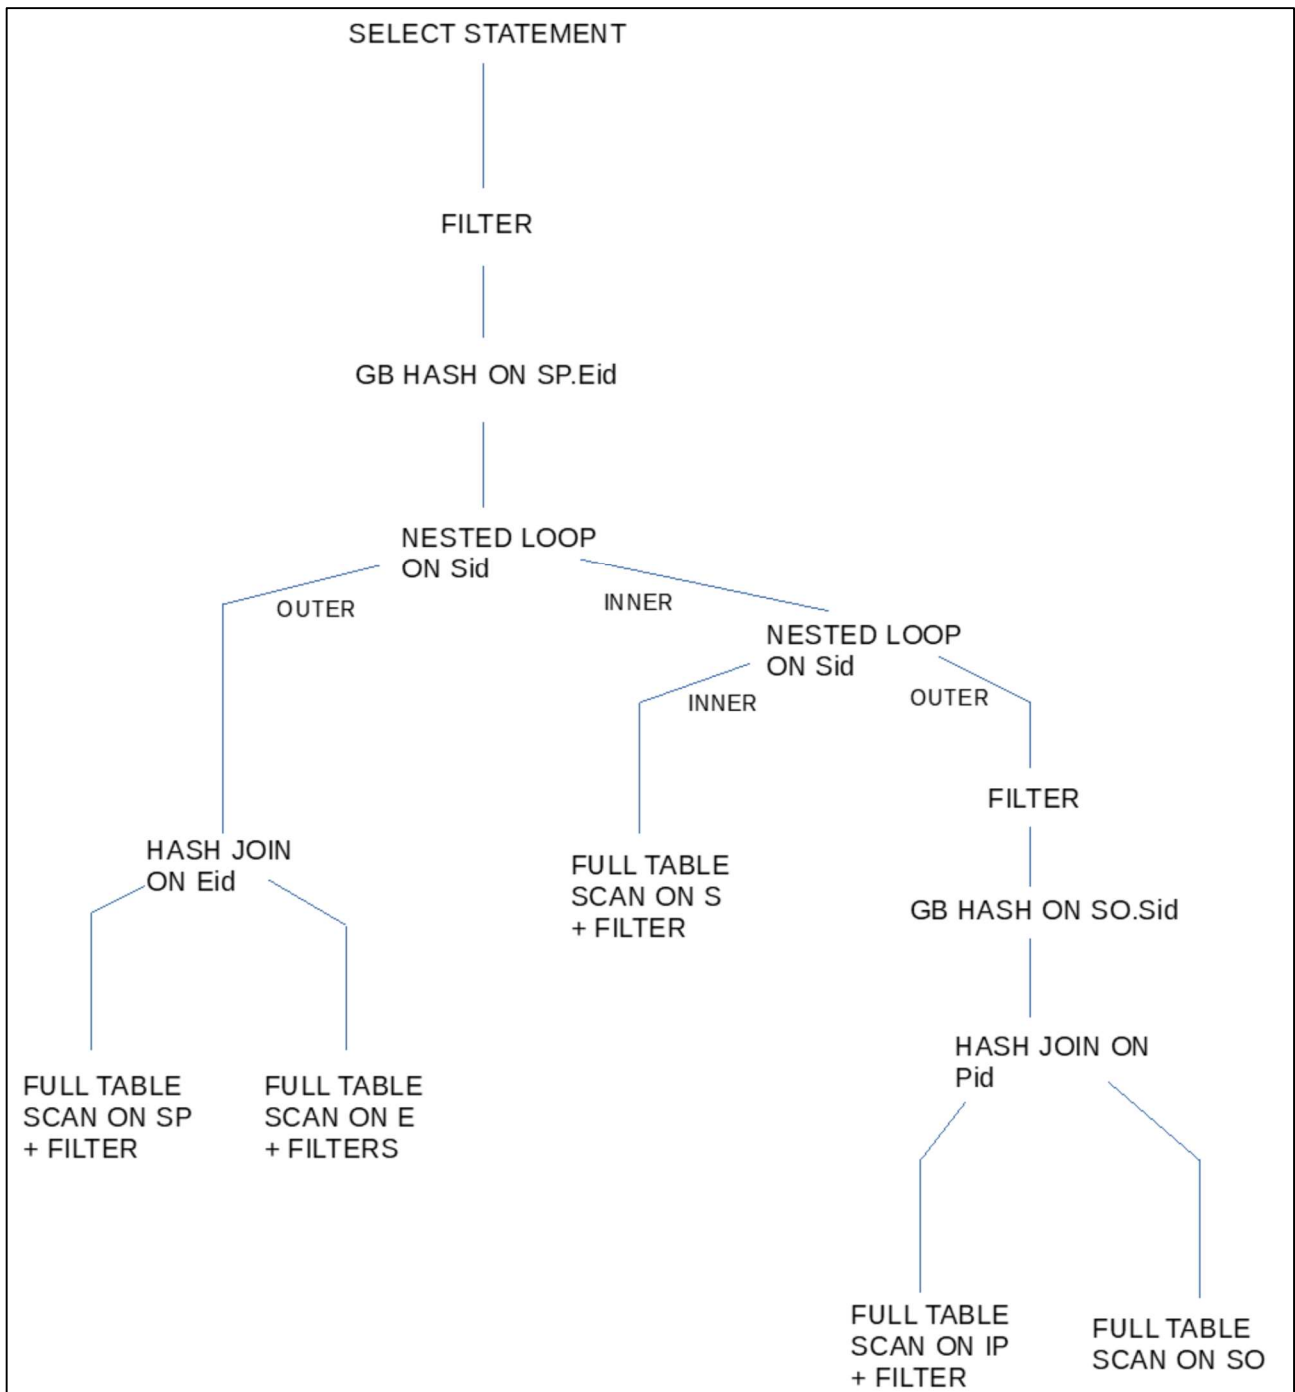 SELECT STATEMENT
FILTER
GB HASH ON SP.Eid
NESTED LOOP
ON Sid
OUTER
INNER
NESTED LOOP
ON Sid
INNER
OUTER
FILTER
HASH JOIN
ON Eid
FULL TABLE
SCAN ON S
+ FILTER
GB HASH ON SO.Sid
HASH JOIN ON
Pid
FULL TABLE
SCAN ON SP
+ FILTER
FULL TABLE
SCAN ON E
+ FILTERS
FULL TABLE
SCAN ON IP
+ FILTER
FULL TABLE
SCAN ON SO